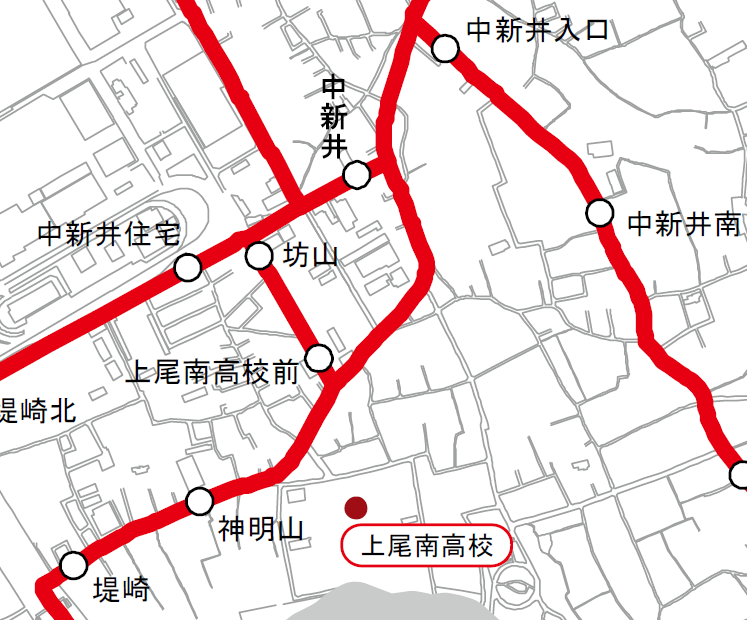 中新井入口
中新井
中新井南
中新井住宅
坊山
上尾南高校前
堤崎北
神明山
上尾南高校
堤崎